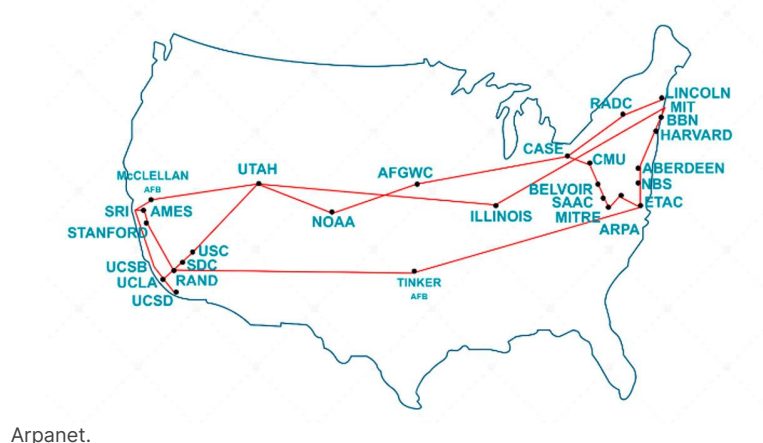 LINCOLN
RADC
MIT
BBN
HARVARD
CASE
CMU
ABERDEEN
McCLELLAN
AFB
UTAH
AFGWC
NBS
BELVOIR
SAAC
ETAC
SRI
AMES
ILLINOIS
MITRE
NOAA
STANFORD
ARPA
USC
SDC
UCSB
UCLA
RAND
TINKER
AFB
UCSD
Arpanet.